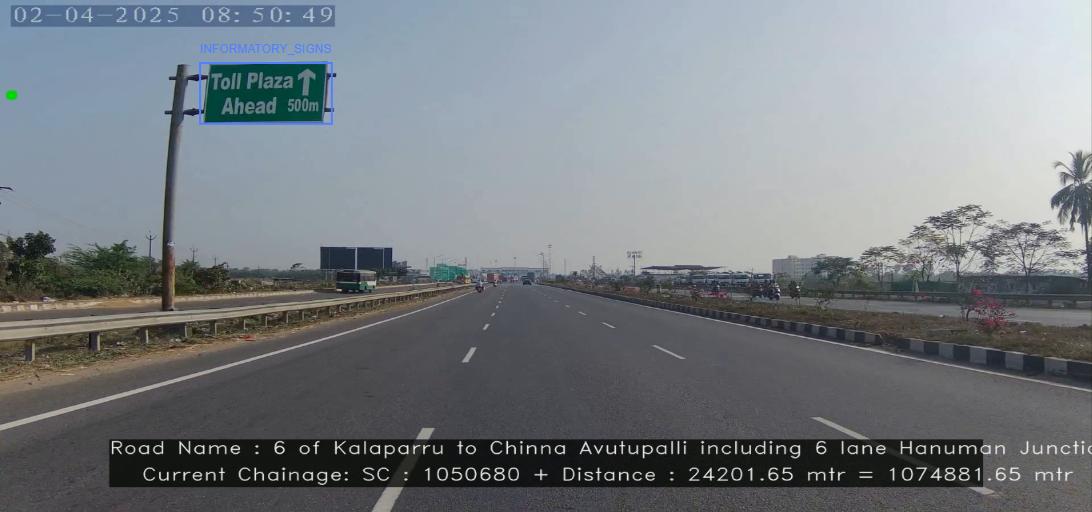 02-04-2025 08:50:49
INFORMATORY_SIGNS
Toll Plaza
Ahead 500m
Road Name : 6 of Kalaparru to Chinna Avutupalli including 6 lane Hanuman Junctio
Current Chainage: SC : 1050680 + Distance : 24201.65 mtr = 1074881.65 mtr